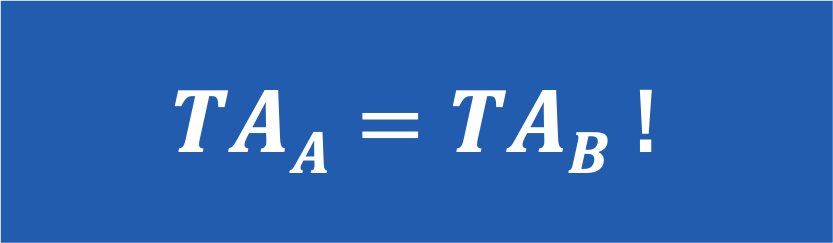 TA_A = TA_B !